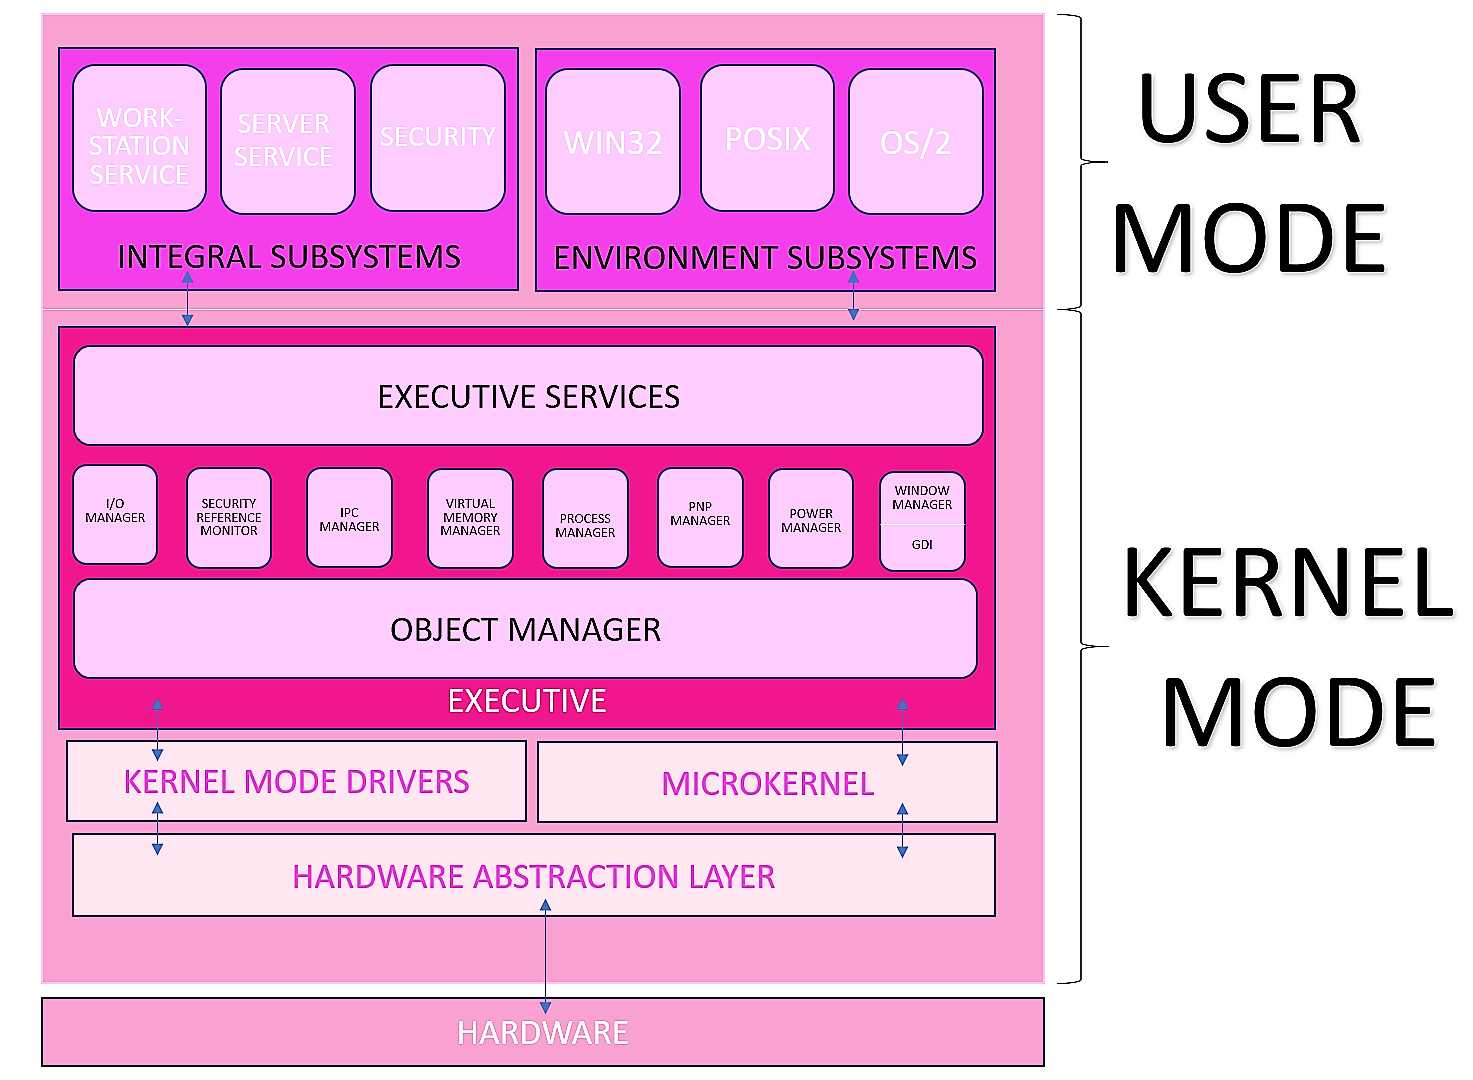 WORK-
STATION
SERVICE
SERVER
SERVICE
SECURITY
WIN32
POSIX
OS/2
INTEGRAL SUBSYSTEMS
ENVIRONMENT SUBSYSTEMS
USER
MODE
EXECUTIVE SERVICES
I/O
MANAGER
SECURITY
REFERENCE
MONITOR
IPC
MANAGER
VIRTUAL
MEMORY
MANAGER
PROCESS
MANAGER
PNP
MANAGER
POWER
MANAGER
WINDOW
MANAGER
GDI
OBJECT MANAGER
EXECUTIVE
KERNEL MODE DRIVERS
MICROKERNEL
HARDWARE ABSTRACTION LAYER
KERNEL
MODE
HARDWARE